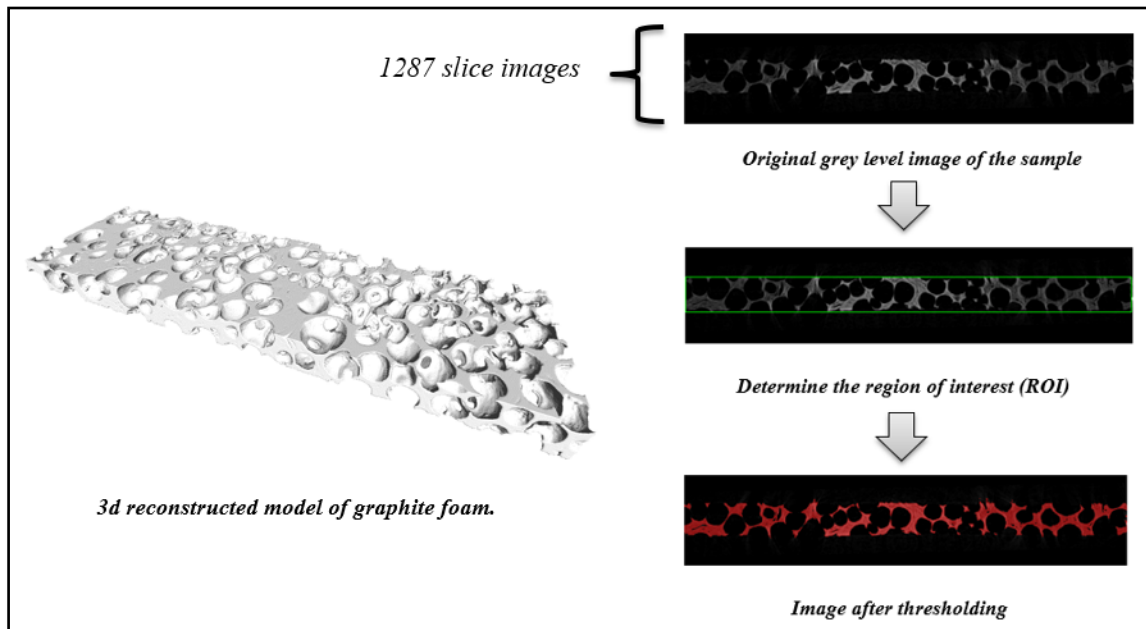 1287 slice images
Original grey level image of the sample
Determine the region of interest (ROI)
3d reconstructed model of graphite foam.
Image after thresholding